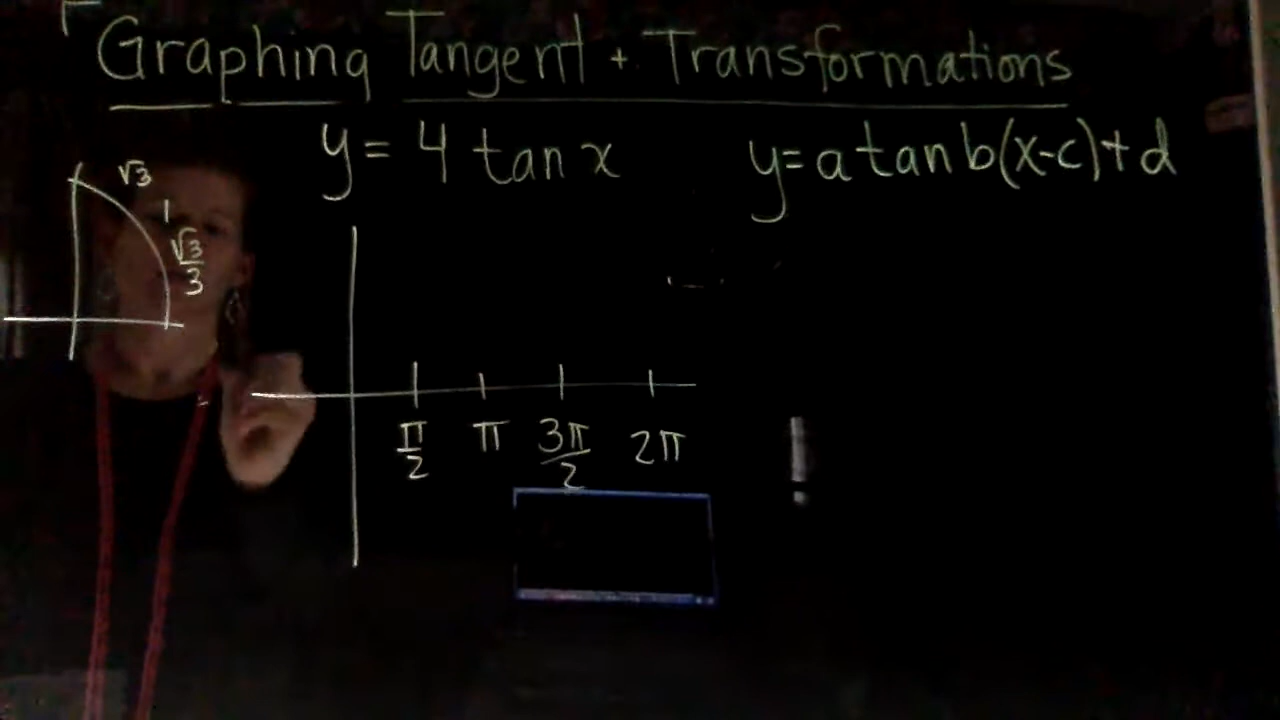 Graphing Tangent + Transformations
y = 4 tan x
y = a tan b(x-c) + d
√3
1
√3/3
π/2 π 3π/2 2π